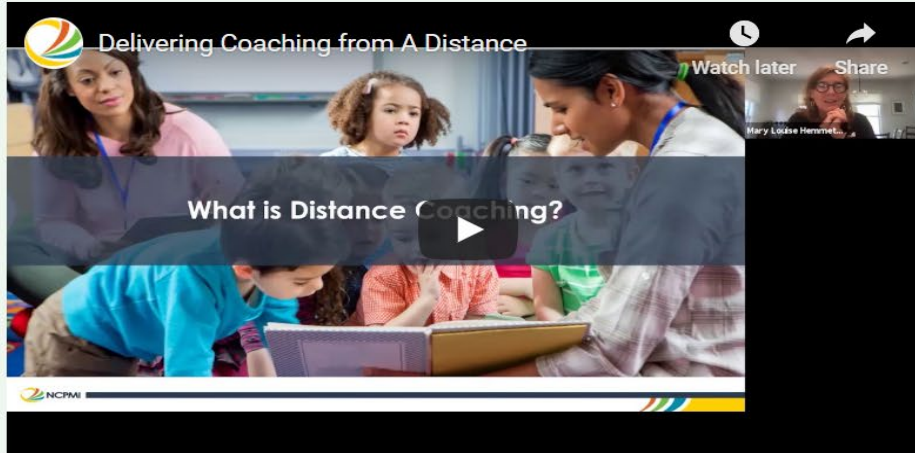 Delivering Coaching from A Distance
Watch later
Share
Mary Louise Hemmet...
What is Distance Coaching?
NCPMI